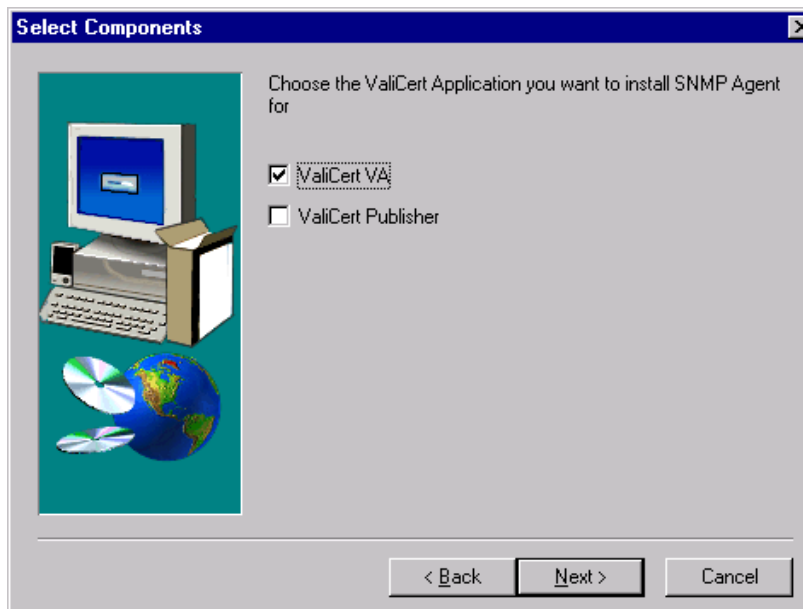 Select Components
Choose the ValiCert Application you want to install SNMP Agent
for
ValiCert VA
ValiCert Publisher
< Back
Next >
Cancel